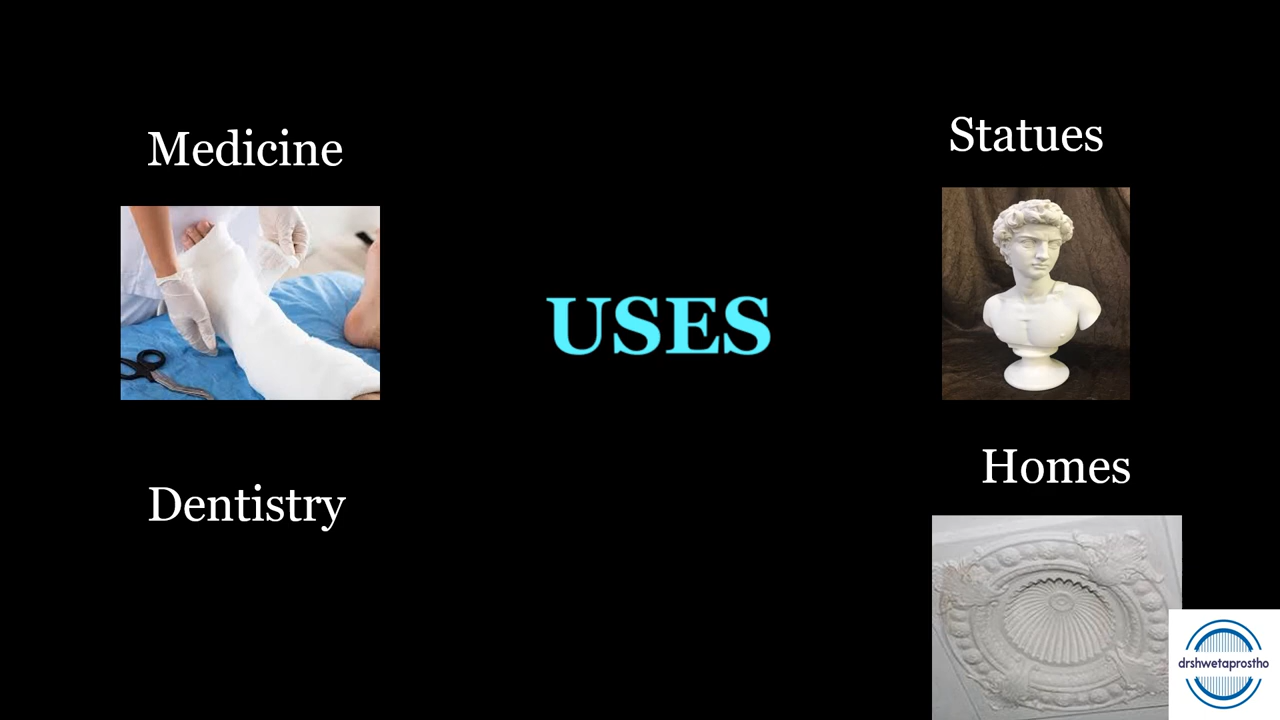 Medicine
Statues
USES
Homes
Dentistry
drshwetaprostho